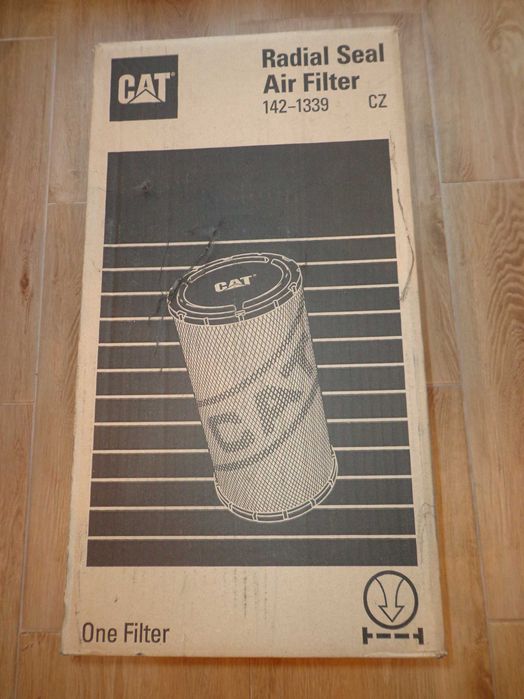 CAT®
Radial Seal
Air Filter
142-1339 CZ
CAT
CAT
One Filter